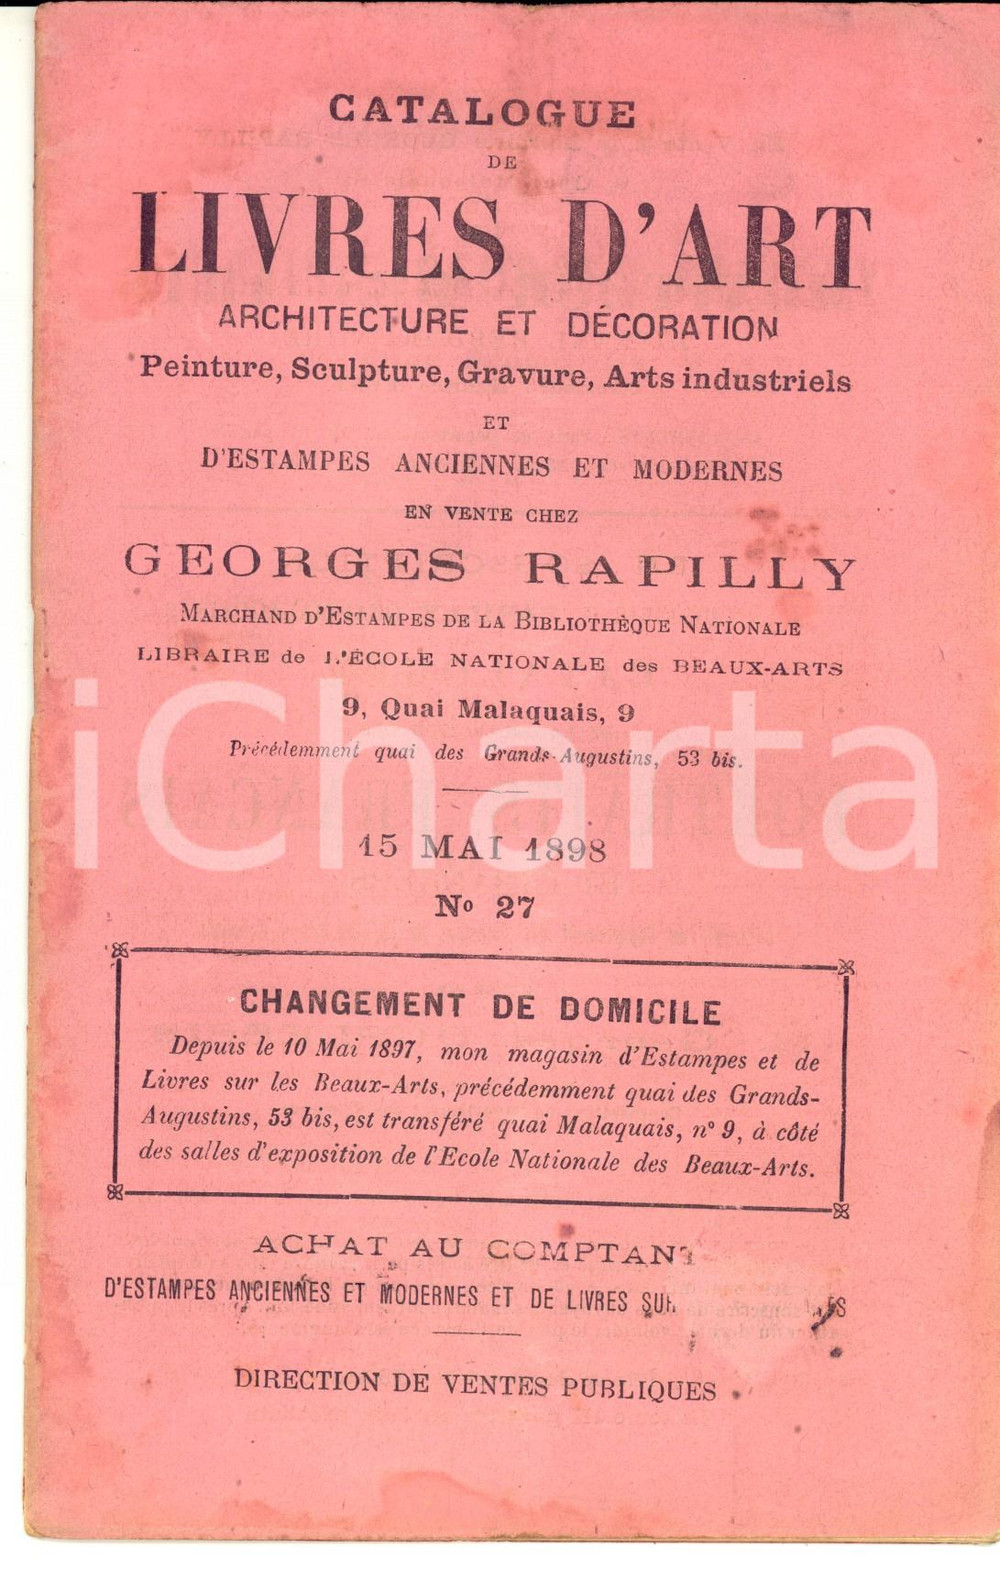 CATALOGUE
DE
LIVRES D'ART
ARCHITECTURE ET DÉCORATION
Peinture, Sculpture, Gravure, Arts industriels
ET
D'ESTAMPES ANCIENNES ET MODERNES
EN VENTE CHEZ
GEORGES RAPILLY
MARCHAND D'ESTAMPES DE LA BIBLIOTHÈQUE NATIONALE
LIBRAIRE de L'ÉCOLE NATIONALE des BEAUX-ARTS
9, Quai Malaquais, 9
Précédemment quai des Grands-Augustins, 53 bis.
iCharta
15 MAI 1898
No 27
CHANGEMENT DE DOMICILE
Depuis le 10 Mai 1897, mon magasin d'Estampes et de
Livres sur les Beaux-Arts, précédemment quai des Grands-
Augustins, 53 bis, est transféré quai Malaquais, n° 9, à côté
des salles d'exposition de l'Ecole Nationale des Beaux-Arts.
ACHAT AU COMPTANT
D'ESTAMPES ANCIENNES ET MODERNES ET DE LIVRES SUR
DIRECTION DE VENTES PUBLIQUES